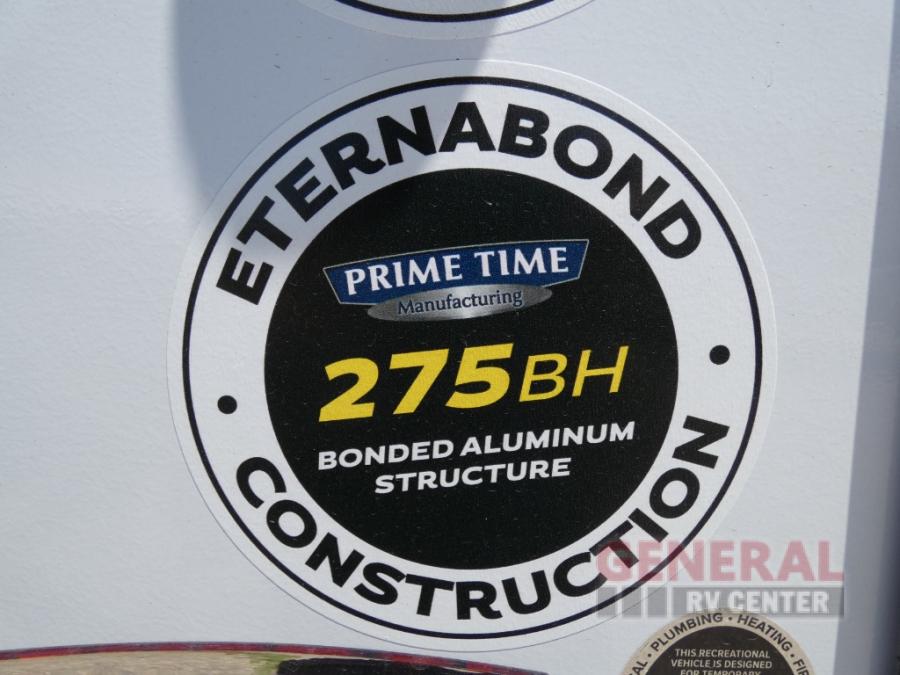 ETERNABOND
PRIME TIME
Manufacturing
275BH
BONDED ALUMINUM
STRUCTURE
CONSTRUCTION
GENERAL
RV CENTER
• PLUMBING • HEATING •
THIS RECREATIONAL
VEHICLE IS DESIGNED
FOR TEMPORARY